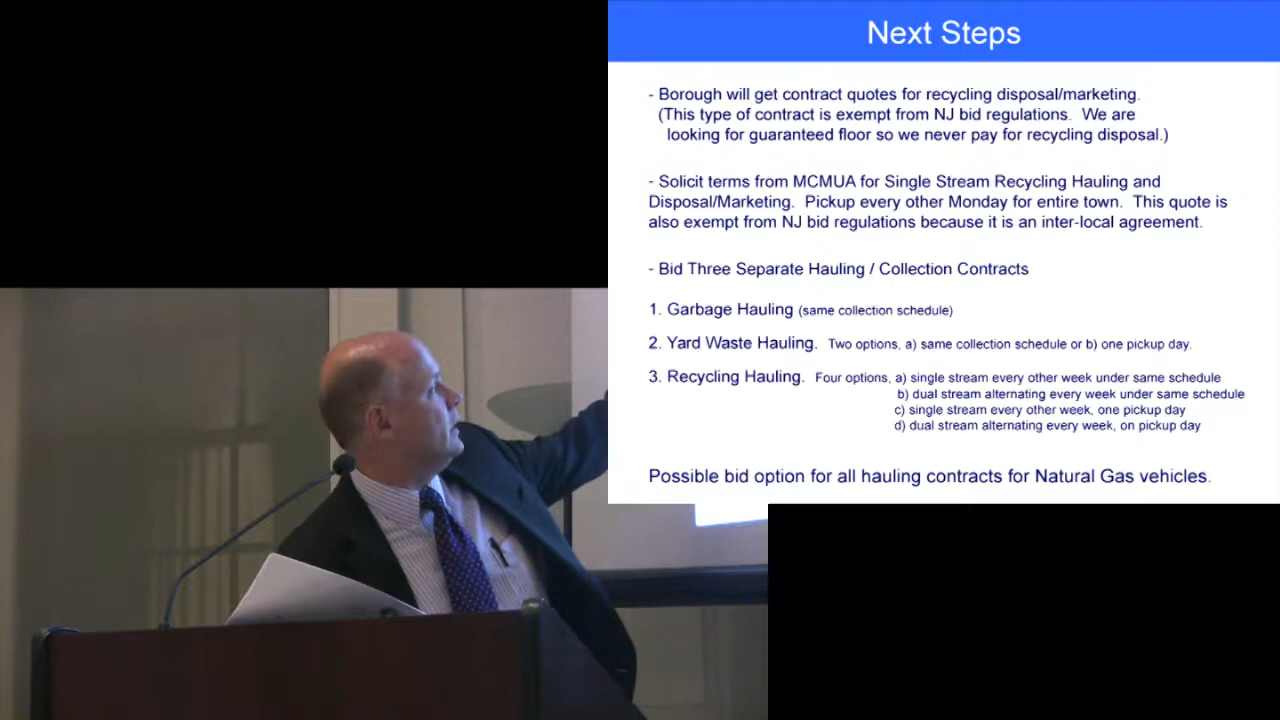 Next Steps
- Borough will get contract quotes for recycling disposal/marketing.
(This type of contract is exempt from NJ bid regulations. We are
looking for guaranteed floor so we never pay for recycling disposal.)
- Solicit terms from MCMUA for Single Stream Recycling Hauling and
Disposal/Marketing. Pickup every other Monday for entire town. This quote is
also exempt from NJ bid regulations because it is an inter-local agreement.
- Bid Three Separate Hauling / Collection Contracts
1. Garbage Hauling (same collection schedule)
2. Yard Waste Hauling. Two options, a) same collection schedule or b) one pickup day.
3. Recycling Hauling. Four options, a) single stream every other week under same schedule
b) dual stream alternating every week under same schedule
c) single stream every other week, one pickup day
d) dual stream alternating every week, on pickup day
Possible bid option for all hauling contracts for Natural Gas vehicles.